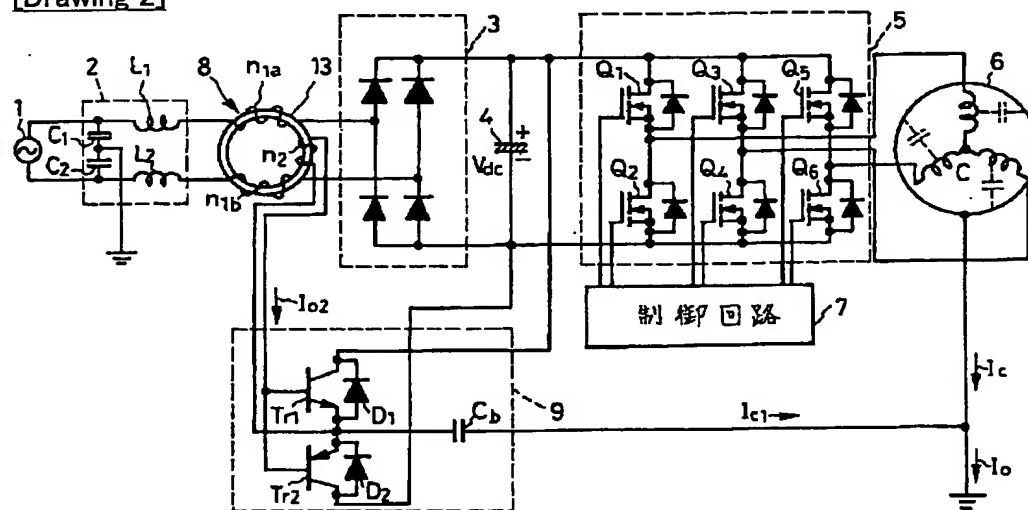 [Drawing 2]
1
2
L1
C1
C2
L2
8
n1a
13
n2
n1b
3
4
+
−
Vdc
5
Q1
Q3
Q5
Q2
Q4
Q6
6
C
制御回路
7
Io2
Tr1
D1
Tr2
D2
9
Cb
Ic1
Ic
Io